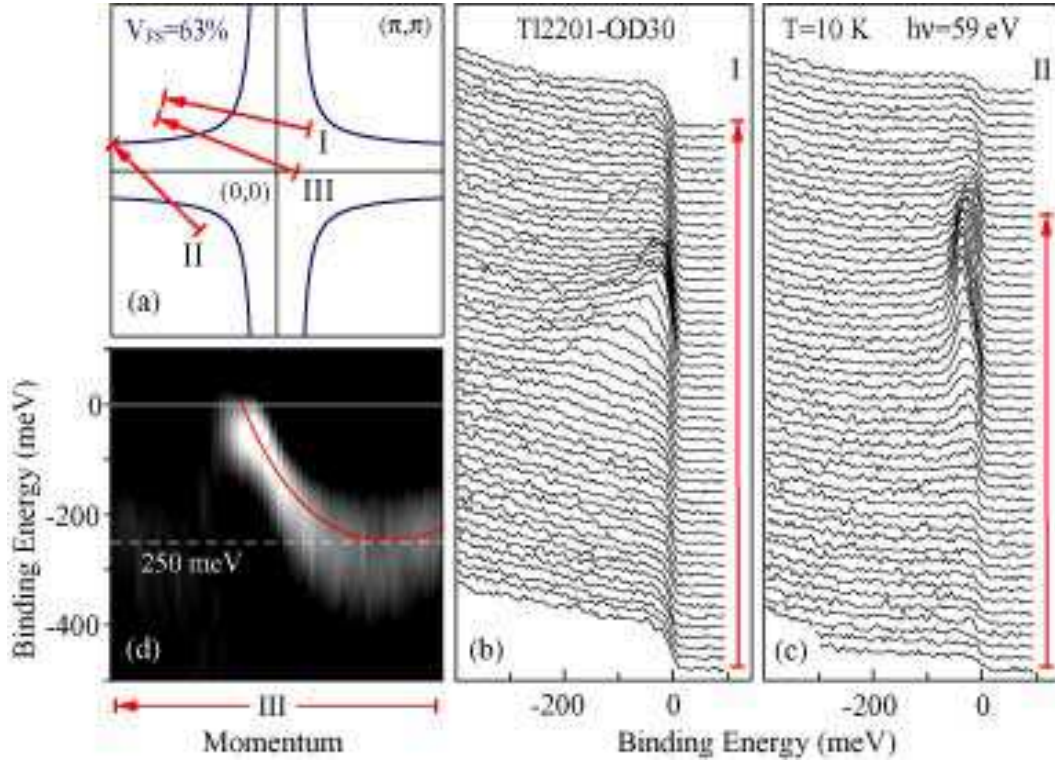 V_FS=63%
(π,π)
I
(0,0)
III
II
(a)
Tl2201-OD30
I
(b)
-200
0
T=10 K hν=59 eV
II
(c)
-200
0
Binding Energy (meV)
Binding Energy (meV)
0
-200
-400
250 meV
(d)
III
Momentum